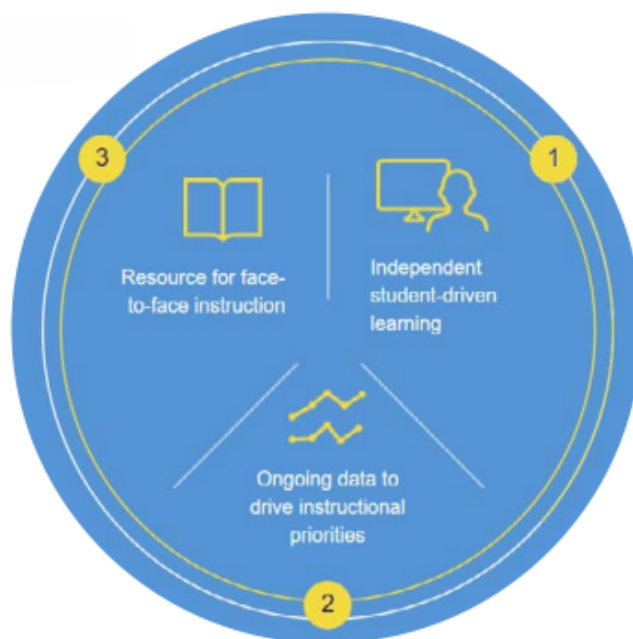 1
Independent
student-driven
learning
2
Ongoing data to
drive instructional
priorities
3
Resource for face-
to-face instruction